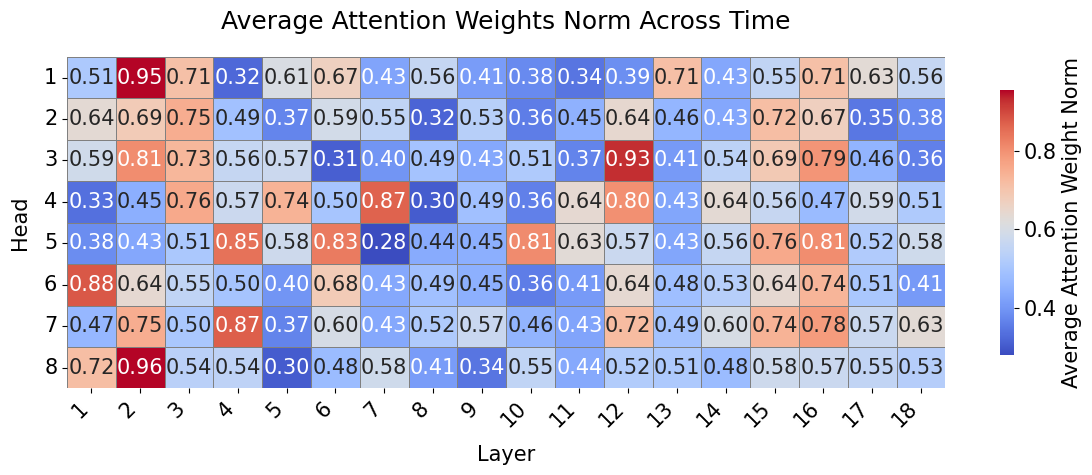 Average Attention Weights Norm Across Time
1 0.51 0.95 0.71 0.32 0.61 0.67 0.43 0.56 0.41 0.38 0.34 0.39 0.71 0.43 0.55 0.71 0.63 0.56
2 0.64 0.69 0.75 0.49 0.37 0.59 0.55 0.32 0.53 0.36 0.45 0.64 0.46 0.43 0.72 0.67 0.35 0.38
3 0.59 0.81 0.73 0.56 0.57 0.31 0.40 0.49 0.43 0.51 0.37 0.93 0.41 0.54 0.69 0.79 0.46 0.36
4 0.33 0.45 0.76 0.57 0.74 0.50 0.87 0.30 0.49 0.36 0.64 0.80 0.43 0.64 0.56 0.47 0.59 0.51
5 0.38 0.43 0.51 0.85 0.58 0.83 0.28 0.44 0.45 0.81 0.63 0.57 0.43 0.56 0.76 0.81 0.52 0.58
6 0.88 0.64 0.55 0.50 0.40 0.68 0.43 0.49 0.45 0.36 0.41 0.64 0.48 0.53 0.64 0.74 0.51 0.41
7 0.47 0.75 0.50 0.87 0.37 0.60 0.43 0.52 0.57 0.46 0.43 0.72 0.49 0.60 0.74 0.78 0.57 0.63
8 0.72 0.96 0.54 0.54 0.30 0.48 0.58 0.41 0.34 0.55 0.44 0.52 0.51 0.48 0.58 0.57 0.55 0.53
1 2 3 4 5 6 7 8 9 10 11 12 13 14 15 16 17 18
Layer
Head
0.8
0.6
0.4
Average Attention Weight Norm